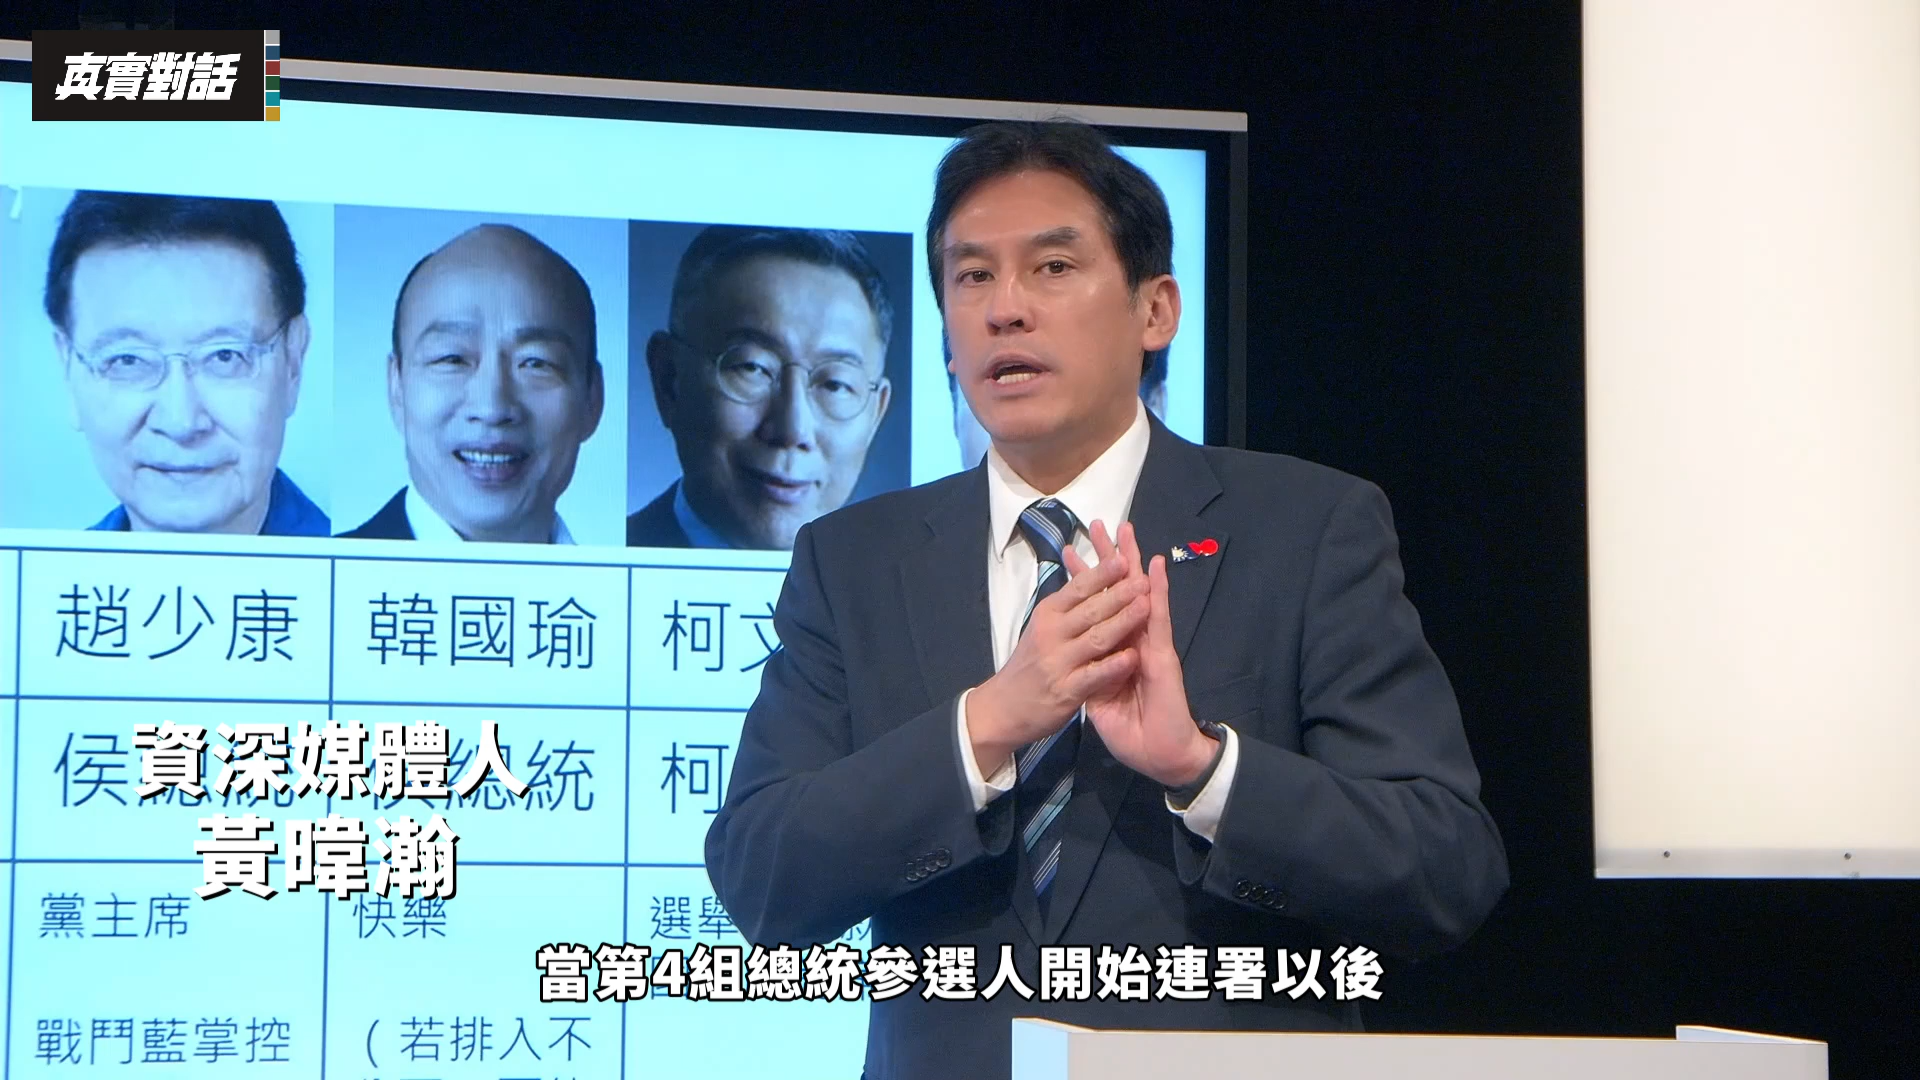 真實對話
趙少康
韓國瑜
柯文
侯總統
侯總統
柯
資深媒體人
黃暐瀚
黨主席
快樂
選舉
當第4組總統參選人開始連署以後
戰鬥藍掌控
（若排入不